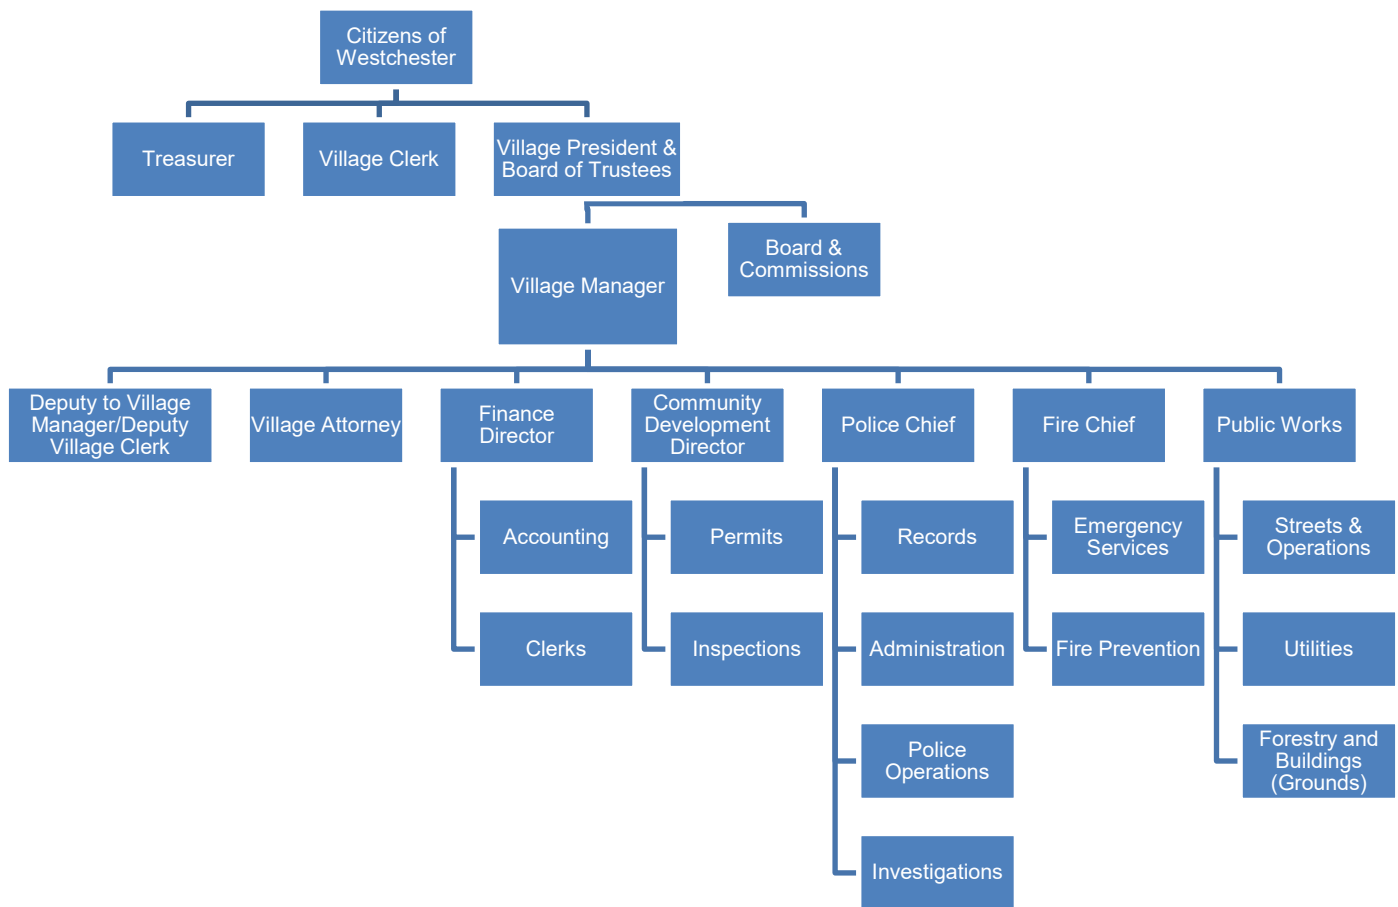 Citizens of
Westchester
Treasurer
Village Clerk
Village President &
Board of Trustees
Village Manager
Board &
Commissions
Deputy to Village
Manager/Deputy
Village Clerk
Village Attorney
Finance
Director
Community
Development
Director
Police Chief
Fire Chief
Public Works
Accounting
Permits
Records
Emergency
Services
Streets &
Operations
Clerks
Inspections
Administration
Fire Prevention
Utilities
Police
Operations
Forestry and
Buildings
(Grounds)
Investigations